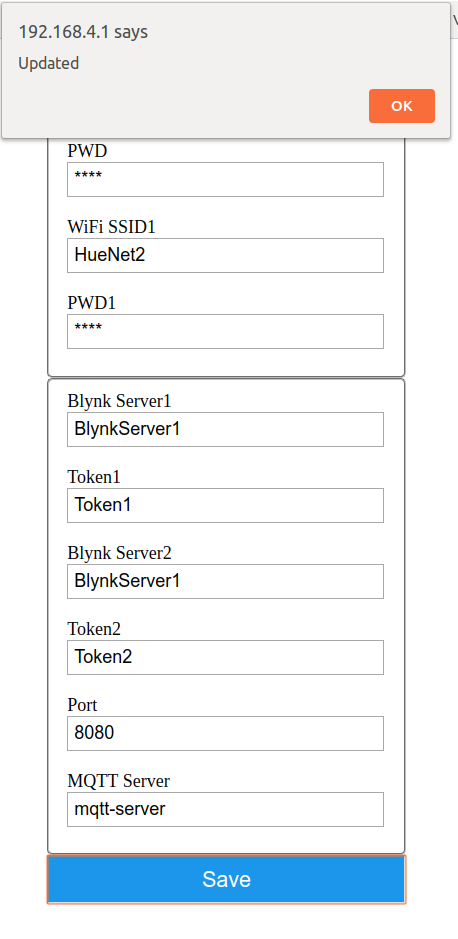 192.168.4.1 says
Updated
OK
PWD
****
WiFi SSID1
HueNet2
PWD1
****
Blynk Server1
BlynkServer1
Token1
Token1
Blynk Server2
BlynkServer1
Token2
Token2
Port
8080
MQTT Server
mqtt-server
Save